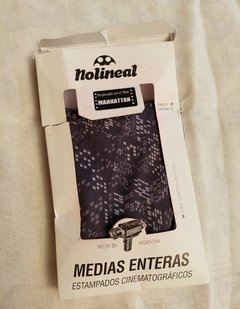 Nolineal
inspirado en el film
MANHATTAN
HECHO EN
ARGENTINA
MEDIAS ENTERAS
ESTAMPADOS CINEMATOGRÁFICOS